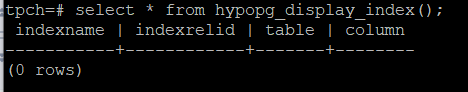 tpch=# select * from hypopg_display_index();
 indexname | indexrelid | table | column
-----------+------------+-------+--------
(0 rows)